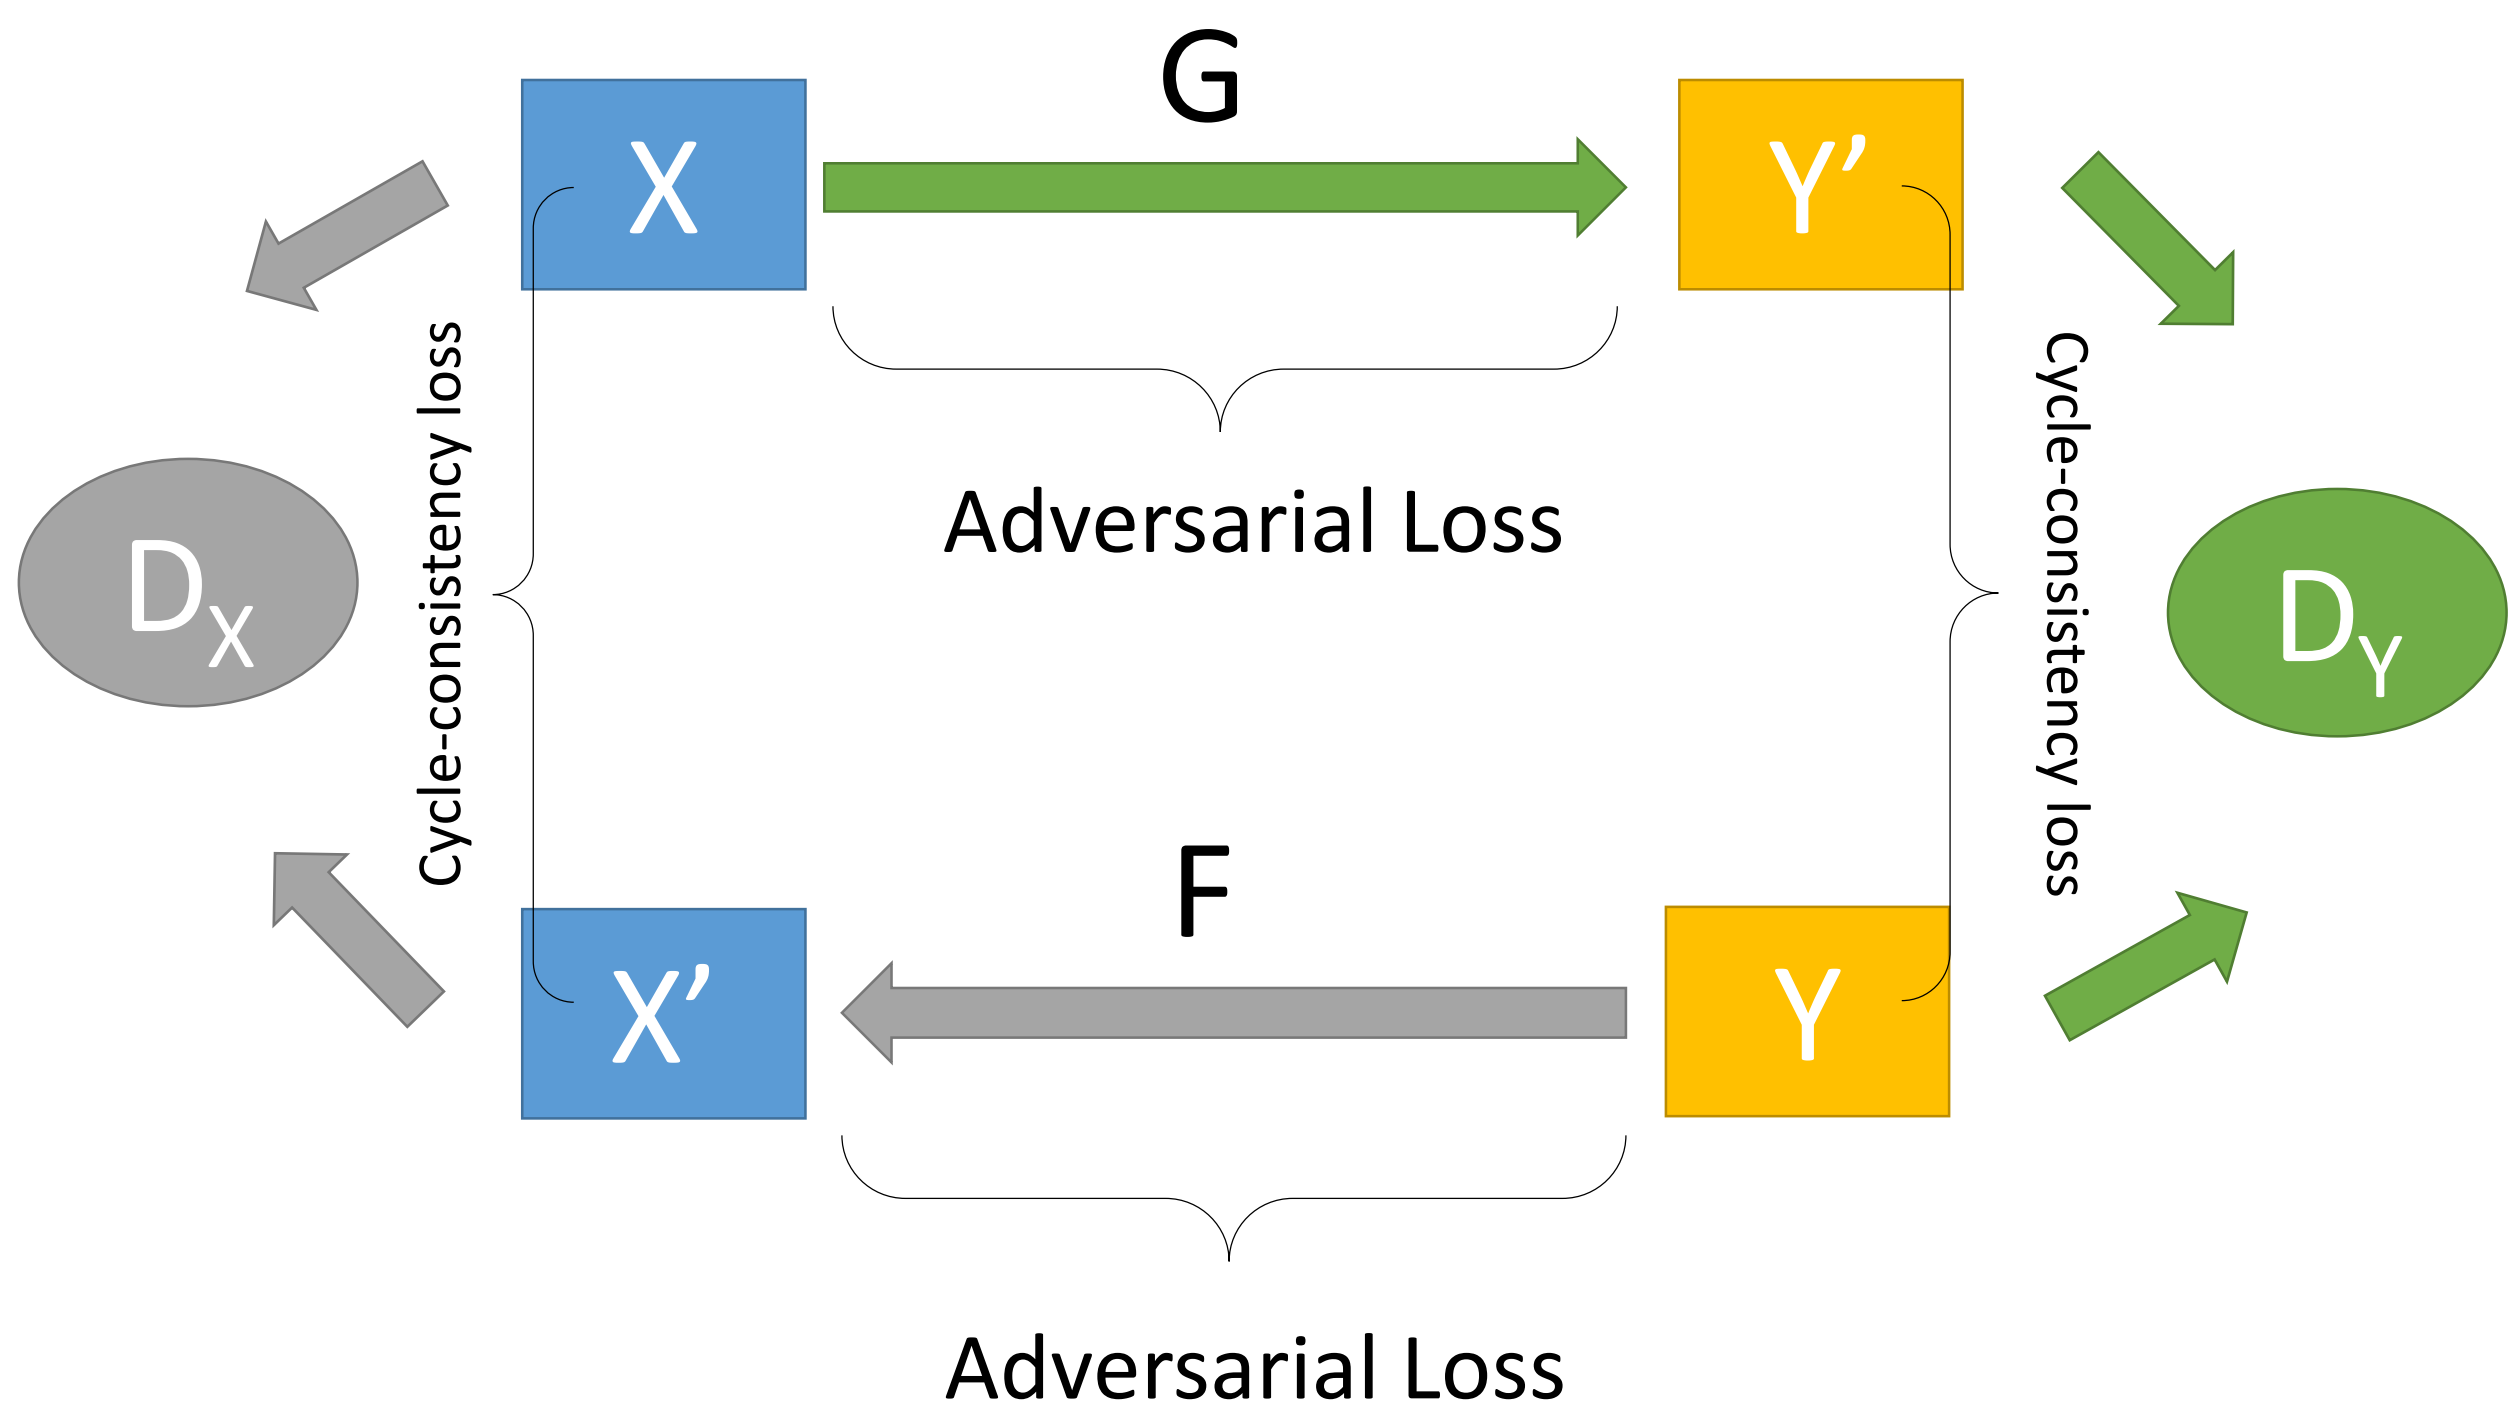 G
X
Y’
Cycle-consistency loss
Cycle-consistency loss
Adversarial Loss
DX
DY
F
X’
Y
Adversarial Loss